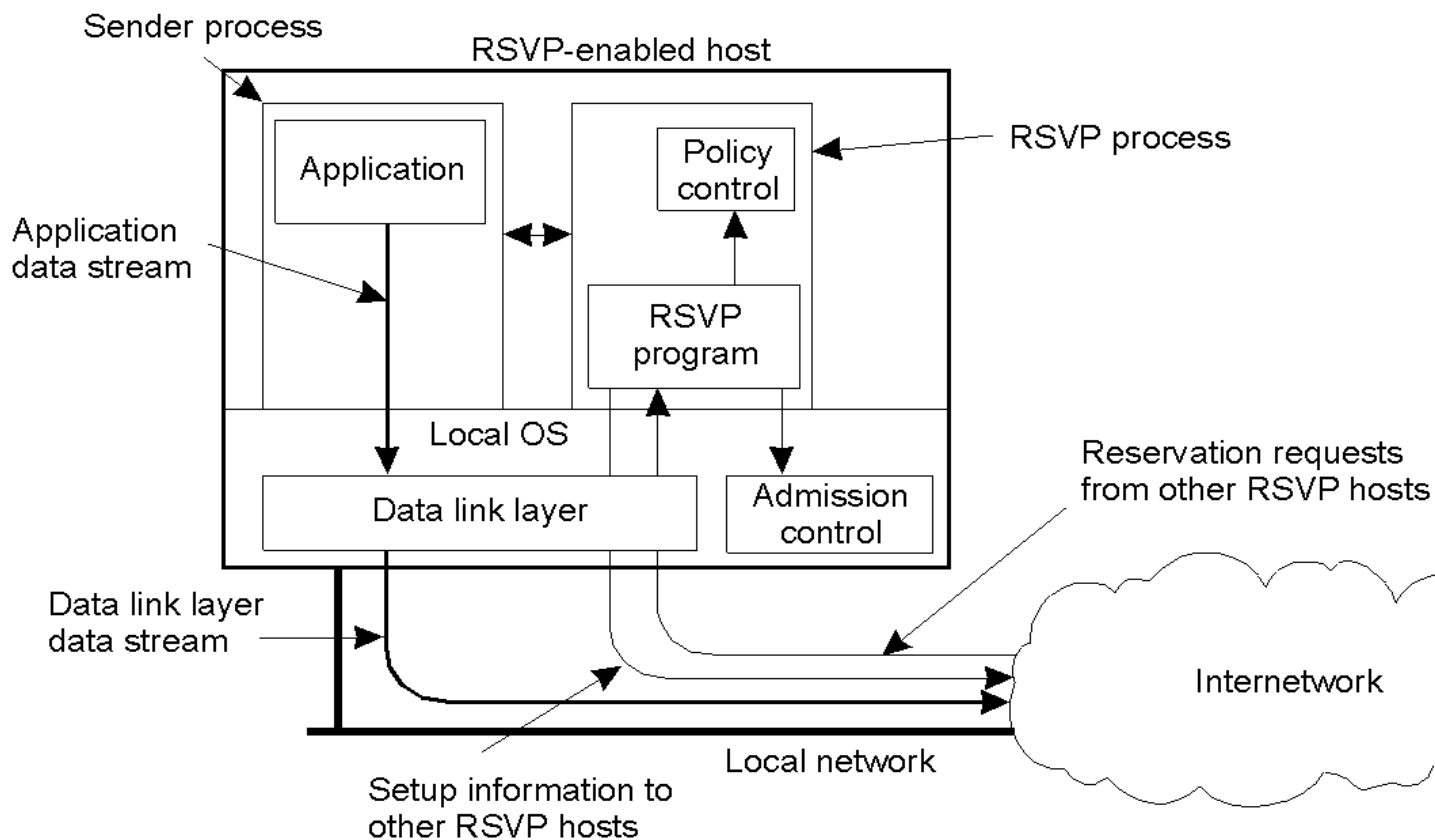 Sender process
RSVP-enabled host
Application
Policy
control
RSVP process
Application
data stream
RSVP
program
Local OS
Data link layer
Admission
control
Reservation requests
from other RSVP hosts
Data link layer
data stream
Internetwork
Local network
Setup information to
other RSVP hosts